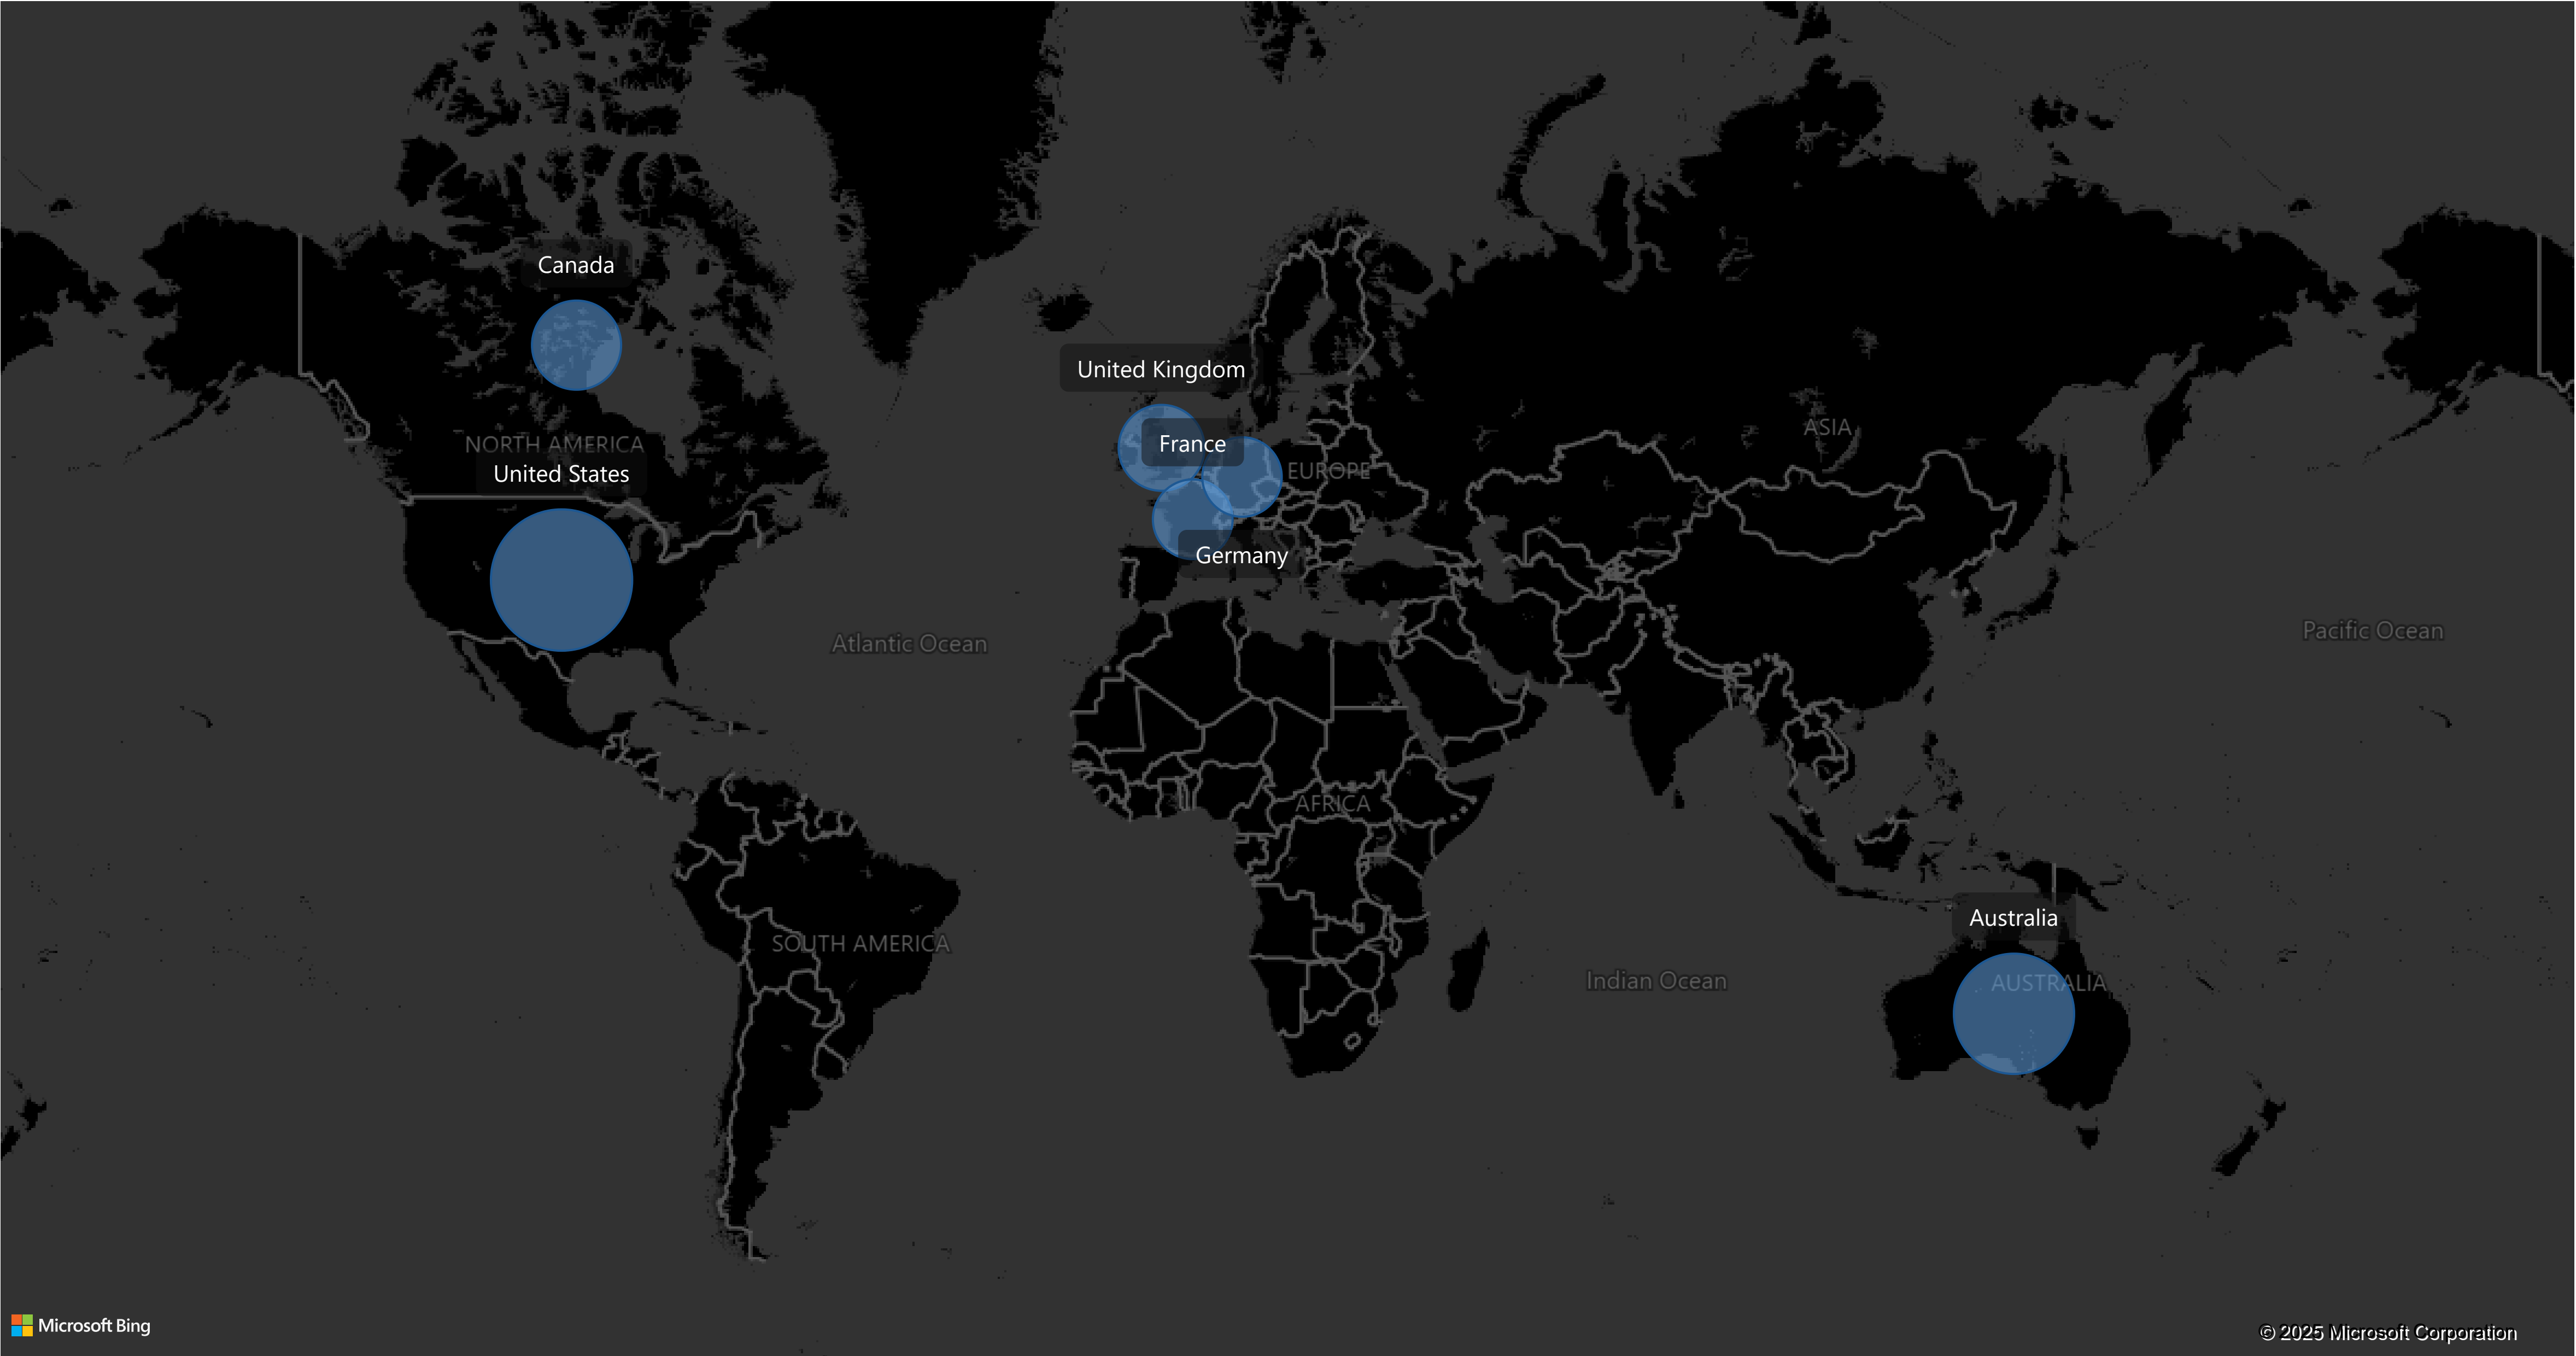 Canada
United Kingdom
ASIA
NORTH AMERICA
France
United States
EUROPE
Germany
Atlantic Ocean
Pacific Ocean
AFRICA
Australia
SOUTH AMERICA
Indian Ocean
AUSTRALIA
Microsoft Bing
© 2025 Microsoft Corporation